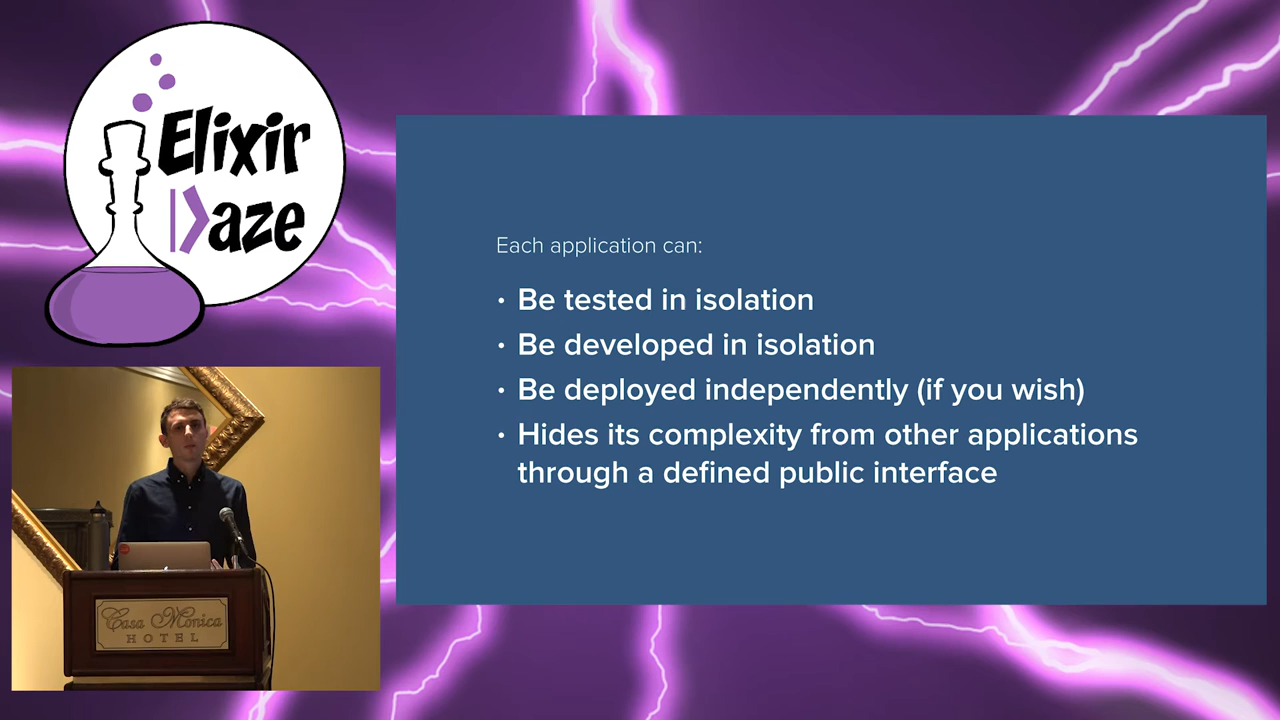 Elixir
Daze
Each application can:
• Be tested in isolation
• Be developed in isolation
• Be deployed independently (if you wish)
• Hides its complexity from other applications
through a defined public interface
Casa Monica
HOTEL